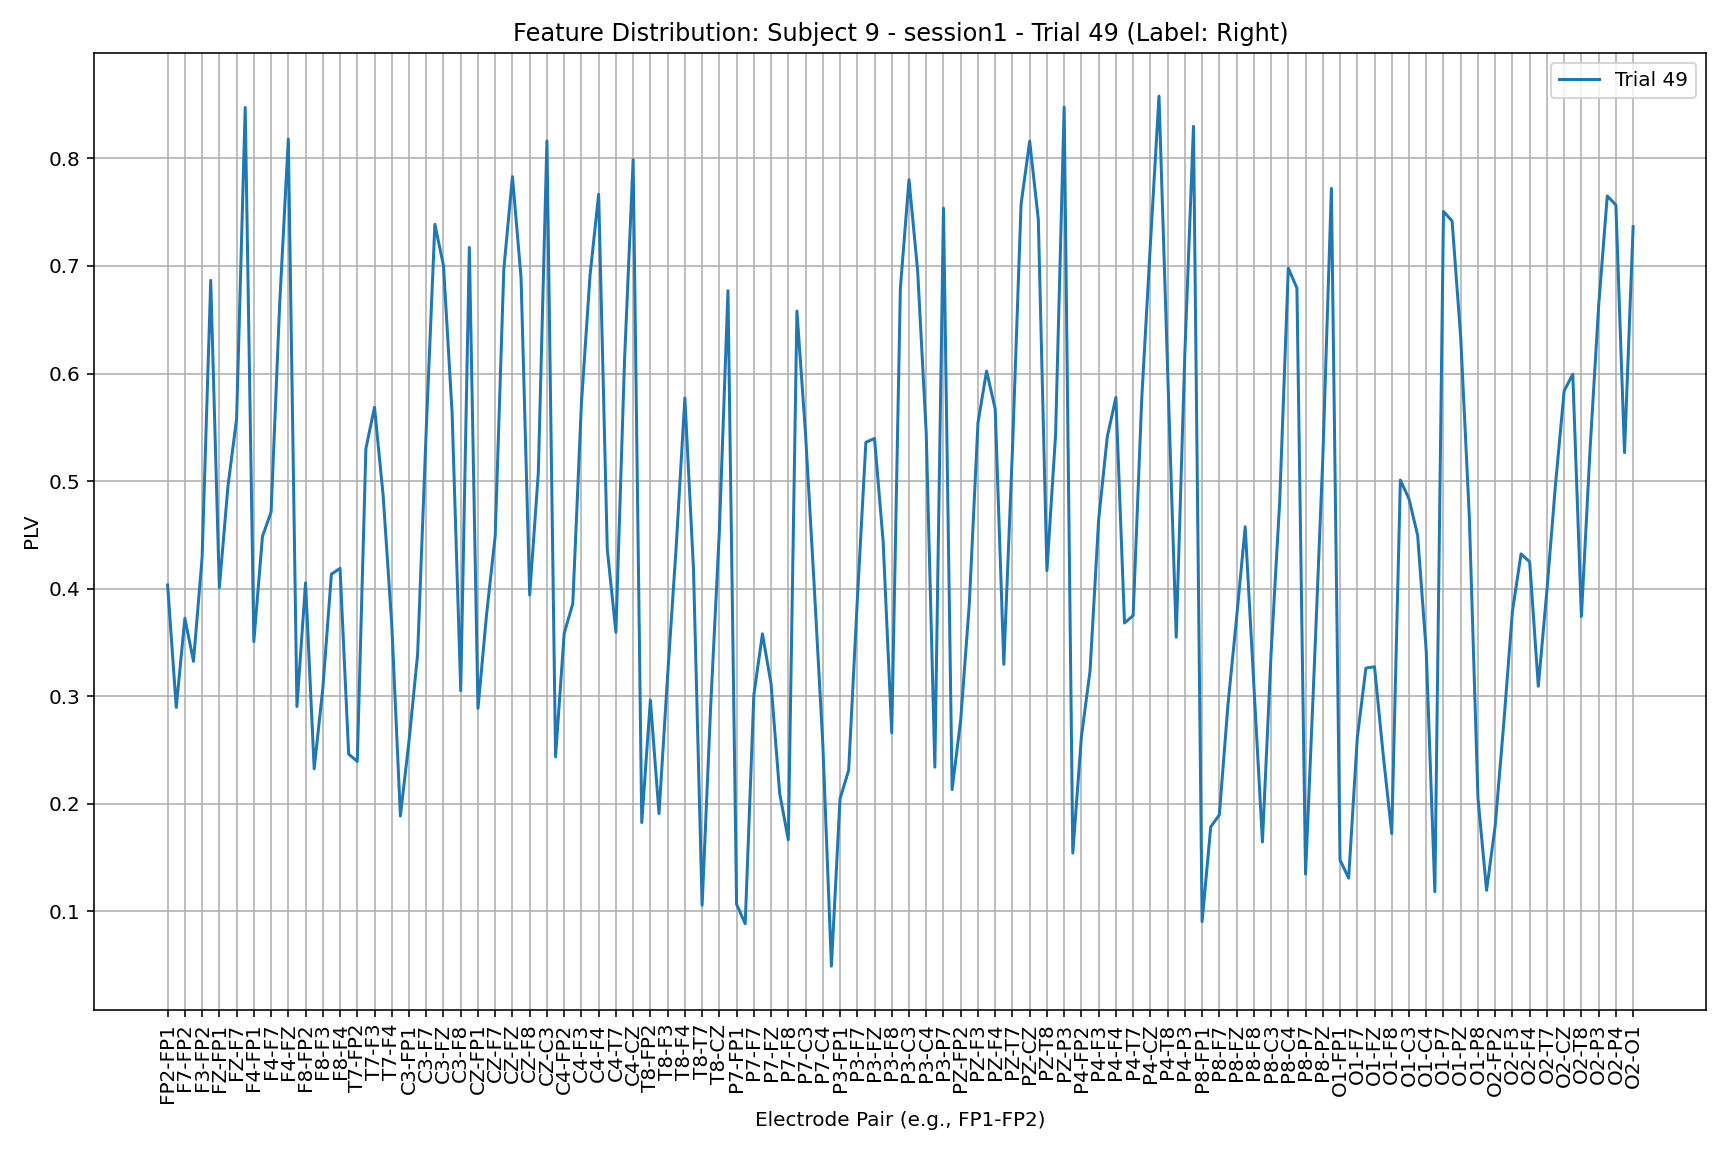 Feature Distribution: Subject 9 - session1 - Trial 49 (Label: Right)
Trial 49
PLV
0.8
0.7
0.6
0.5
0.4
0.3
0.2
0.1
FP2-FP1
F7-FP2
F3-FP2
FZ-FP1
FZ-F7
F4-FP1
F4-F7
F4-FZ
F8-FP2
F8-F3
F8-F4
T7-FP2
T7-F3
T7-F4
C3-FP1
C3-F7
C3-FZ
C3-F8
CZ-FP1
CZ-F7
CZ-FZ
CZ-F8
CZ-C3
C4-FP2
C4-F3
C4-F4
C4-T7
C4-CZ
T8-FP2
T8-F3
T8-F4
T8-T7
T8-CZ
P7-FP1
P7-F7
P7-FZ
P7-F8
P7-C3
P7-C4
P3-FP1
P3-F7
P3-FZ
P3-F8
P3-C3
P3-C4
P3-P7
PZ-FP2
PZ-F3
PZ-F4
PZ-T7
PZ-CZ
PZ-T8
PZ-P3
P4-FP2
P4-F3
P4-F4
P4-T7
P4-CZ
P4-T8
P4-P3
P8-FP1
P8-F7
P8-FZ
P8-F8
P8-C3
P8-C4
P8-P7
P8-PZ
O1-FP1
O1-F7
O1-FZ
O1-F8
O1-C3
O1-C4
O1-P7
O1-PZ
O1-P8
O2-FP2
O2-F3
O2-F4
O2-T7
O2-CZ
O2-T8
O2-P3
O2-P4
O2-O1
Electrode Pair (e.g., FP1-FP2)